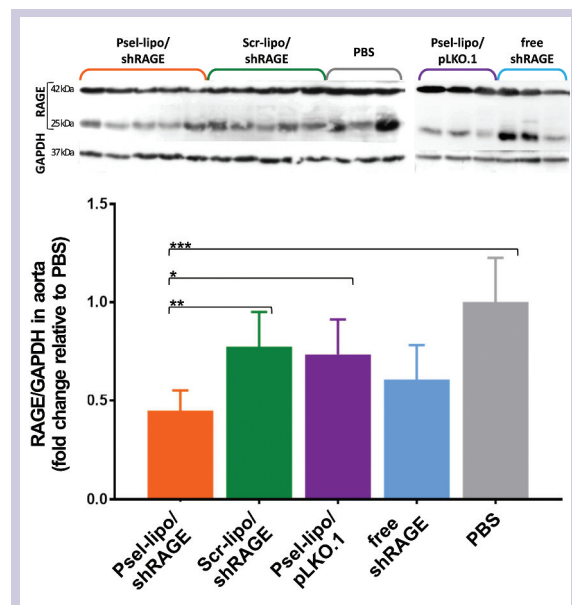 Psel-lipo/
shRAGE
Scr-lipo/
shRAGE
PBS
Psel-lipo/
pLKO.1
free
shRAGE
RAGE
42kDa
25kDa
GAPDH
37kDa
RAGE/GAPDH in aorta
(fold change relative to PBS)
1.5
1.0
0.5
0.0
***
*
**
Psel-lipo/
shRAGE
Scr-lipo/
shRAGE
Psel-lipo/
pLKO.1
free
shRAGE
PBS